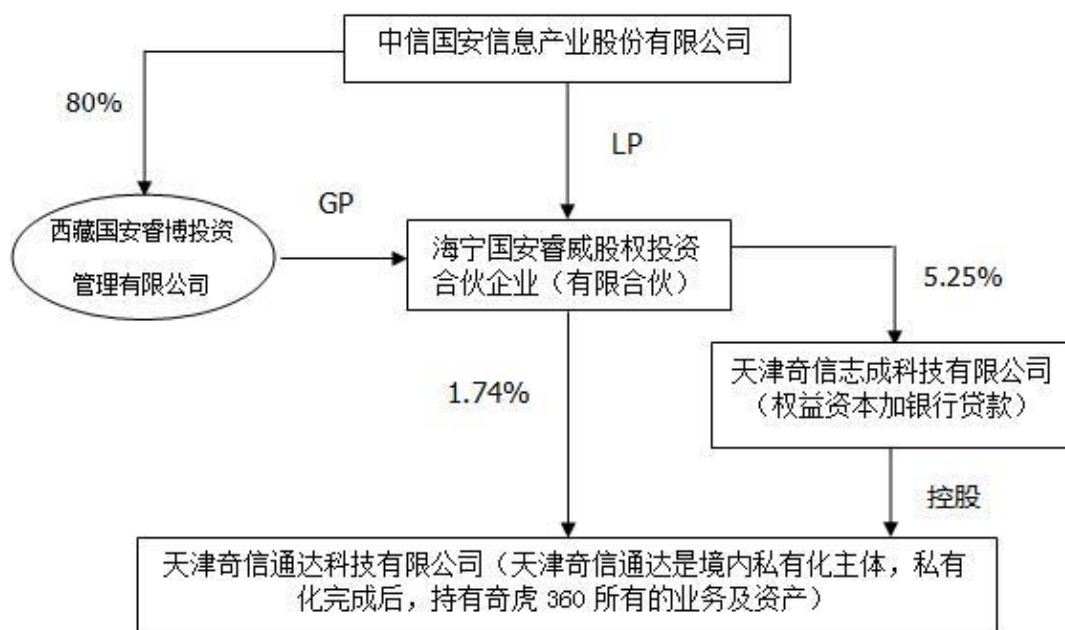 中信国安信息产业股份有限公司
80%
LP
GP
西藏国安睿博投资
管理有限公司
海宁国安睿威股权投资
合伙企业（有限合伙）
5.25%
1.74%
天津奇信志成科技有限公司
（权益资本加银行贷款）
控股
天津奇信通达科技有限公司（天津奇信通达是境内私有化主体，私有
化完成后，持有奇虎 360 所有的业务及资产）